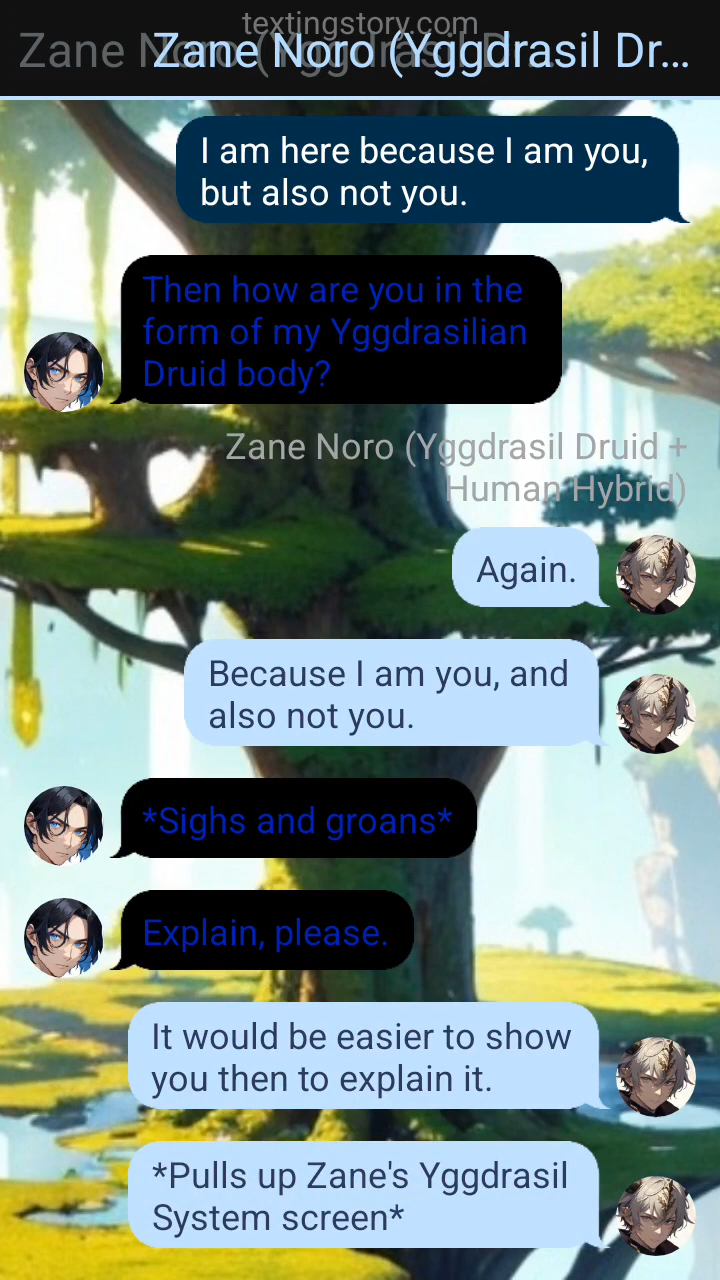 textingstory.com
Zane Noro (Yggdrasil Dr...
I am here because I am you,
but also not you.
Then how are you in the
form of my Yggdrasilian
Druid body?
Zane Noro (Yggdrasil Druid +
Human Hybrid)
Again.
Because I am you, and
also not you.
*Sighs and groans*
Explain, please.
It would be easier to show
you then to explain it.
*Pulls up Zane's Yggdrasil
System screen*